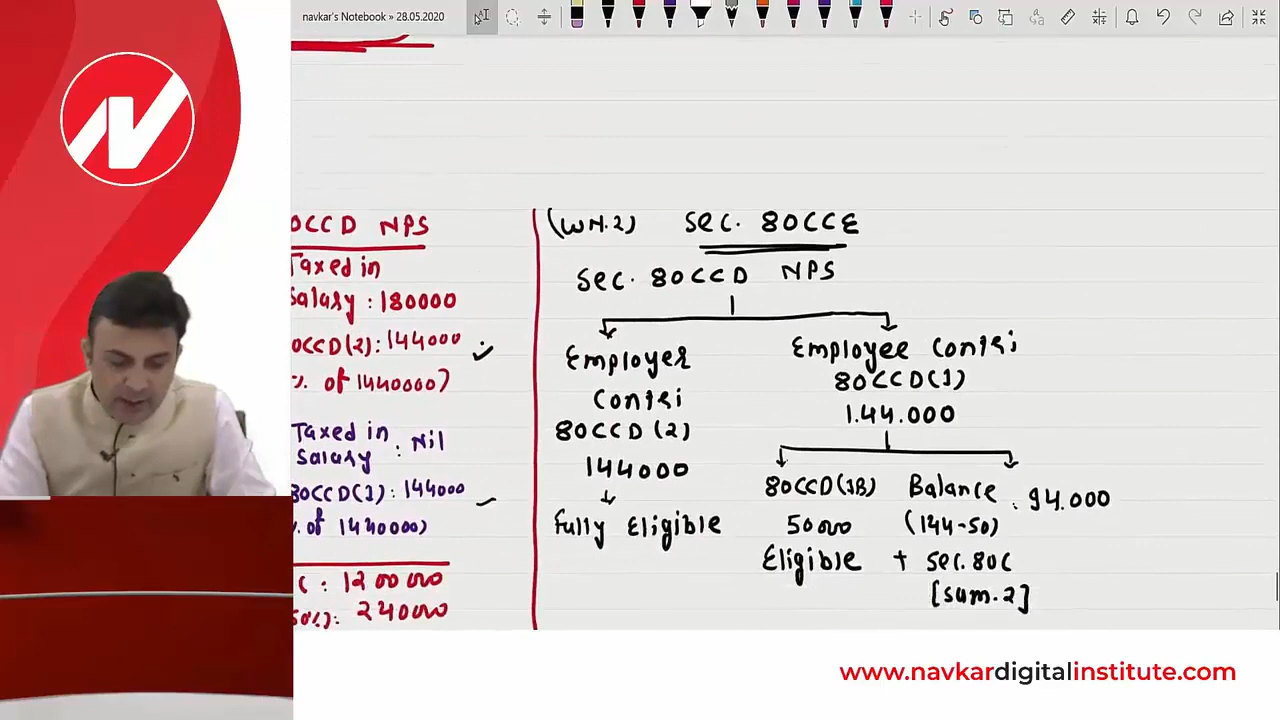 navkar's Notebook » 28.05.2020
OCCD NPS
Taxed in
Salary : 180000
OCCD(2): 144000
% of 1440000)
Taxed in
Salary : Nil
80CCD(1): 144000
% of 1440000)
: 1200000
50%): 240000
(WN.2) Sec. 80CCE
Sec. 80CCD NPS
Employer
Contri
80CCD (2)
144000
Fully Eligible
Employee Contri
80CCD(1)
1.44.000
80CCD(1B)
50000
Eligible
Balance : 94.000
(144-50)
+ Sec. 80C
[Sum. 2]
www.navkardigitalinstitute.com